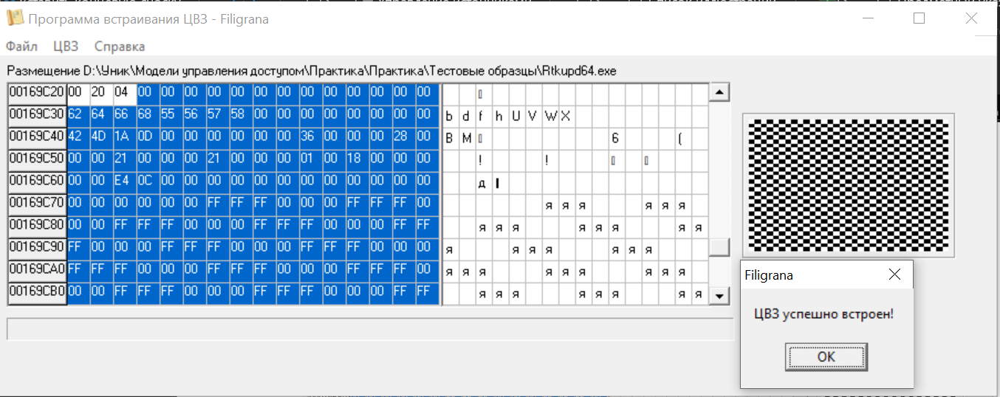 Программа встраивания ЦВЗ - Filigrana
Файл ЦВЗ Справка
Размещение D:\Уник\Модели управления доступом\Практика\Практика\Тестовые образцы\Rtkupd64.exe
00169C20 00 20 04 00 00 00 00 00 00 00 00 00 00 00 00 00
00169C30 62 64 66 68 55 56 57 58 00 00 00 00 00 00 00 00 b d f h U V W X
00169C40 42 4D 1A 0D 00 00 00 00 00 00 36 00 00 00 28 00 B M 6 (
00169C50 00 00 21 00 00 00 21 00 00 00 01 00 18 00 00 00 ! !
00169C60 00 00 E4 0C 00 00 00 00 00 00 00 00 00 00 00 00 д
00169C70 00 00 00 00 00 00 FF FF FF 00 00 00 FF FF FF 00 я я я я я я
00169C80 00 00 FF FF FF 00 00 00 FF FF FF 00 00 00 FF FF я я я я я я я я
00169C90 FF 00 00 00 FF FF FF 00 00 00 FF FF FF 00 00 00 я я я я я я я
00169CA0 FF FF FF 00 00 00 FF FF FF 00 00 00 FF FF FF 00 я я я я я я я я я
00169CB0 00 00 FF FF FF 00 00 00 FF FF FF 00 00 00 FF FF я я я я я я я я
Filigrana
ЦВЗ успешно встроен!
OK